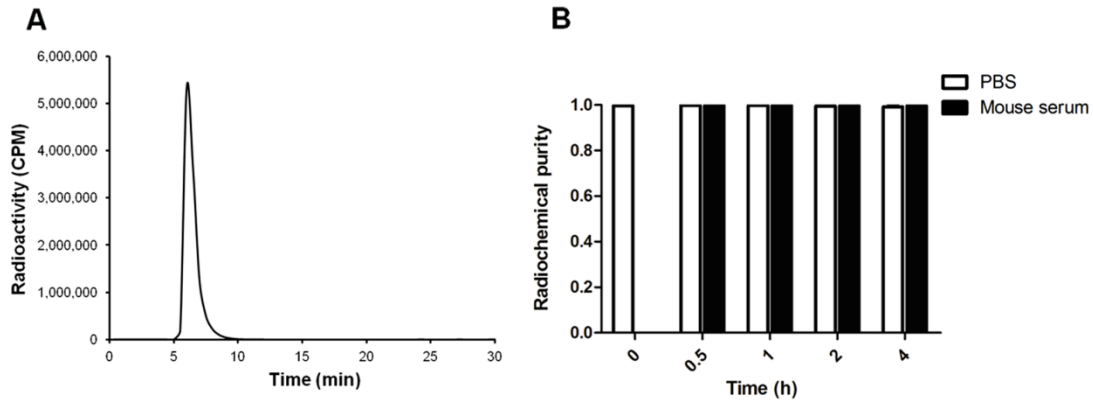 A
Radioactivity (CPM)
6,000,000
5,000,000
4,000,000
3,000,000
2,000,000
1,000,000
0
0 5 10 15 20 25 30
Time (min)
B
PBS
Mouse serum
Radiochemical purity
1.0
0.8
0.6
0.4
0.2
0.0
0 0.5 1 2 4
Time (h)